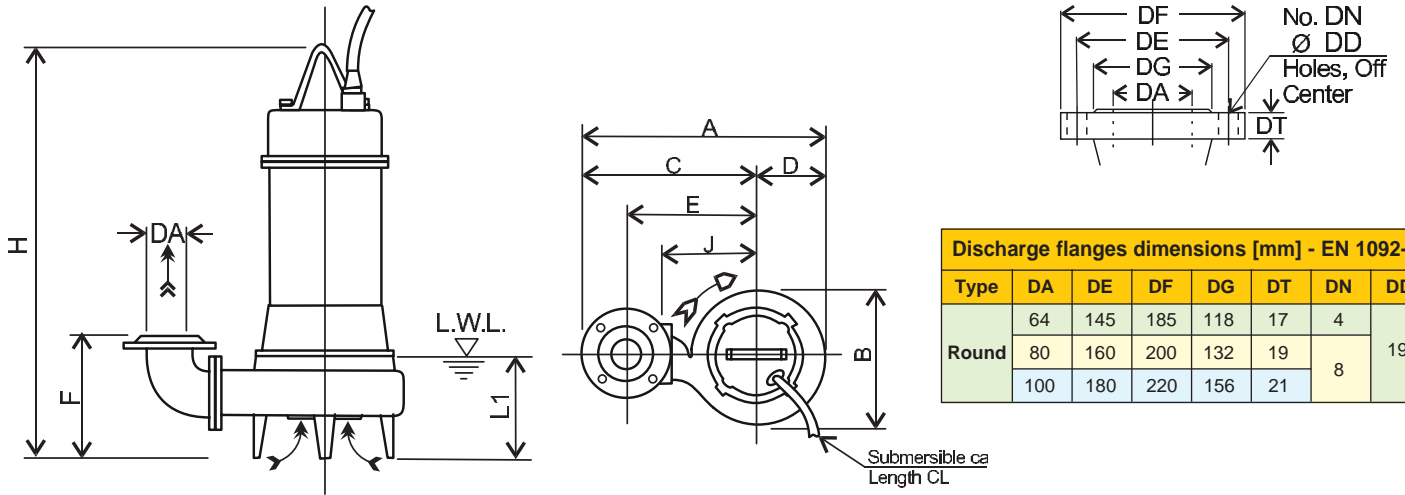 H
DA
F
L.W.L.
L1
A
C
D
E
J
B
Submersible ca
Length CL
DF
DE
DG
DA
DT
No. DN
Ø DD
Holes, Off
Center
Discharge flanges dimensions [mm] - EN 1092-
Type DA DE DF DG DT DN DD
Round 64 145 185 118 17 4 19
80 160 200 132 19 8
100 180 220 156 21